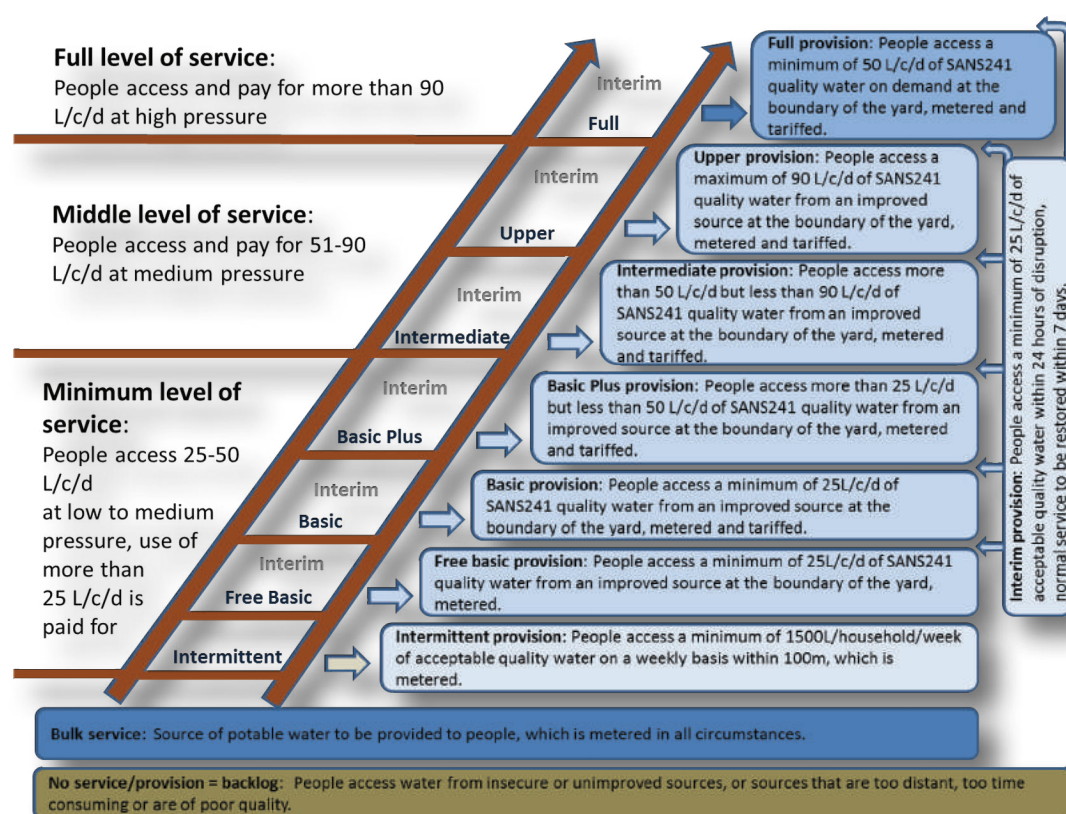 Full level of service:
People access and pay for more than 90
L/c/d at high pressure
Middle level of service:
People access and pay for 51-90
L/c/d at medium pressure
Minimum level of
service:
People access 25-50
L/c/d
at low to medium
pressure, use of
more than
25 L/c/d is
paid for
Interim
Full
Interim
Upper
Interim
Intermediate
Interim
Basic Plus
Interim
Basic
Interim
Free Basic
Intermittent
Full provision: People access a
minimum of 50 L/c/d of SANS241
quality water on demand at the
boundary of the yard, metered and
tariffed.
Upper provision: People access a
maximum of 90 L/c/d of SANS241
quality water from an improved
source at the boundary of the yard,
metered and tariffed.
Intermediate provision: People access more
than 50 L/c/d but less than 90 L/c/d of
SANS241 quality water from an improved
source at the boundary of the yard, metered
and tariffed.
Basic Plus provision: People access more than 25 L/c/d
but less than 50 L/c/d of SANS241 quality water from an
improved source at the boundary of the yard, metered
and tariffed.
Basic provision: People access a minimum of 25L/c/d of
SANS241 quality water from an improved source at the
boundary of the yard, metered and tariffed.
Free basic provision: People access a minimum of 25L/c/d of SANS241
quality water from an improved source at the boundary of the yard,
metered.
Intermittent provision: People access a minimum of 1500L/household/week
of acceptable quality water on a weekly basis within 100m, which is
metered.
Interim provision: People access a minimum of 25 L/c/d of
acceptable quality water within 24 hours of disruption,
normal service to be restored within 7 days.
Bulk service: Source of potable water to be provided to people, which is metered in all circumstances.
No service/provision = backlog: People access water from insecure or unimproved sources, or sources that are too distant, too time
consuming or are of poor quality.